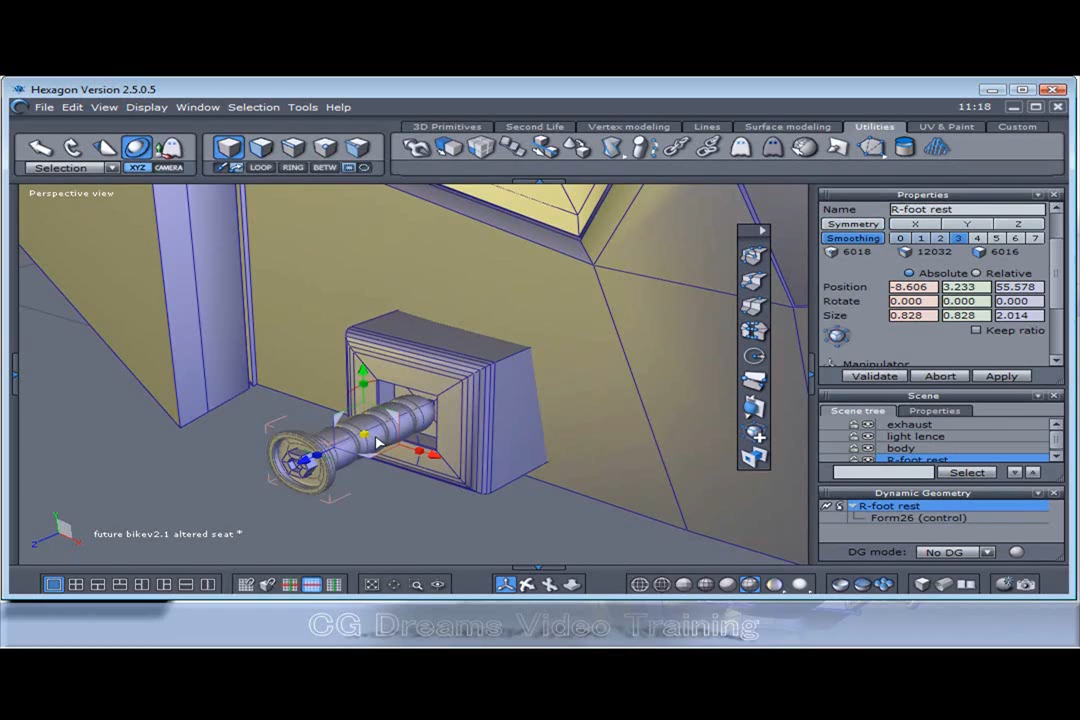 Hexagon Version 2.5.0.5
File Edit View Display Window Selection Tools Help 11:18
3D Primitives Second Life Vertex modeling Lines Surface modeling Utilities UV & Paint Custom
Selection XYZ CAMERA LOOP RING BETW
Perspective view
Properties
Name R-foot rest
Symmetry X Y Z
Smoothing 0 1 2 3 4 5 6 7
6018 12032 6016
Absolute Relative
Position -8.606 3.233 55.578
Rotate 0.000 0.000 0.000
Size 0.828 0.828 2.014
Keep ratio
Manipulator
Validate Abort Apply
Scene
Scene tree Properties
exhaust
light lence
body
R-foot rest
Select
Dynamic Geometry
R-foot rest
Form26 (control)
DG mode: No DG
Y
Z X
future bikev2.1 altered seat *
CG Dreams Video Training